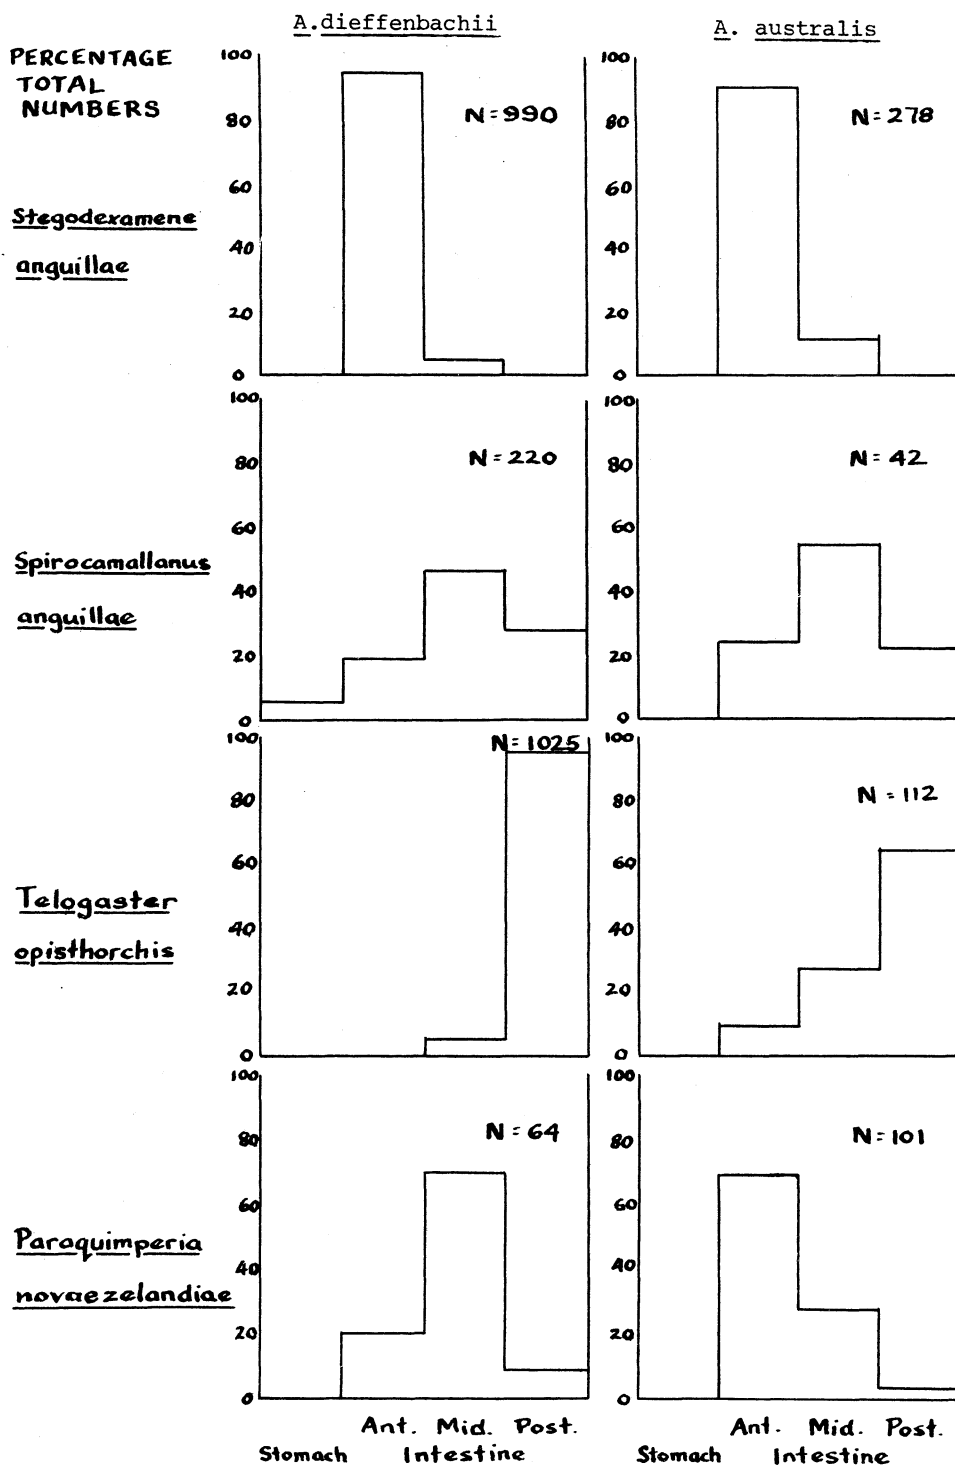 A.dieffenbachii
A. australis
PERCENTAGE
TOTAL
NUMBERS
100
80
60
40
20
0
N=990
100
80
60
40
20
0
N=278
Stegodexamene
anguillae
100
80
60
40
20
0
N=220
100
80
60
40
20
0
N=42
Spirocamallanus
anguillae
100
80
60
40
20
0
N=1025
100
80
60
40
20
0
N=112
Telogaster
opisthorchis
100
80
60
40
20
0
N=64
100
80
60
40
20
0
N=101
Paraquimperia
novaezelandiae
Ant. Mid. Post.
Stomach Intestine
Ant. Mid. Post.
Stomach Intestine